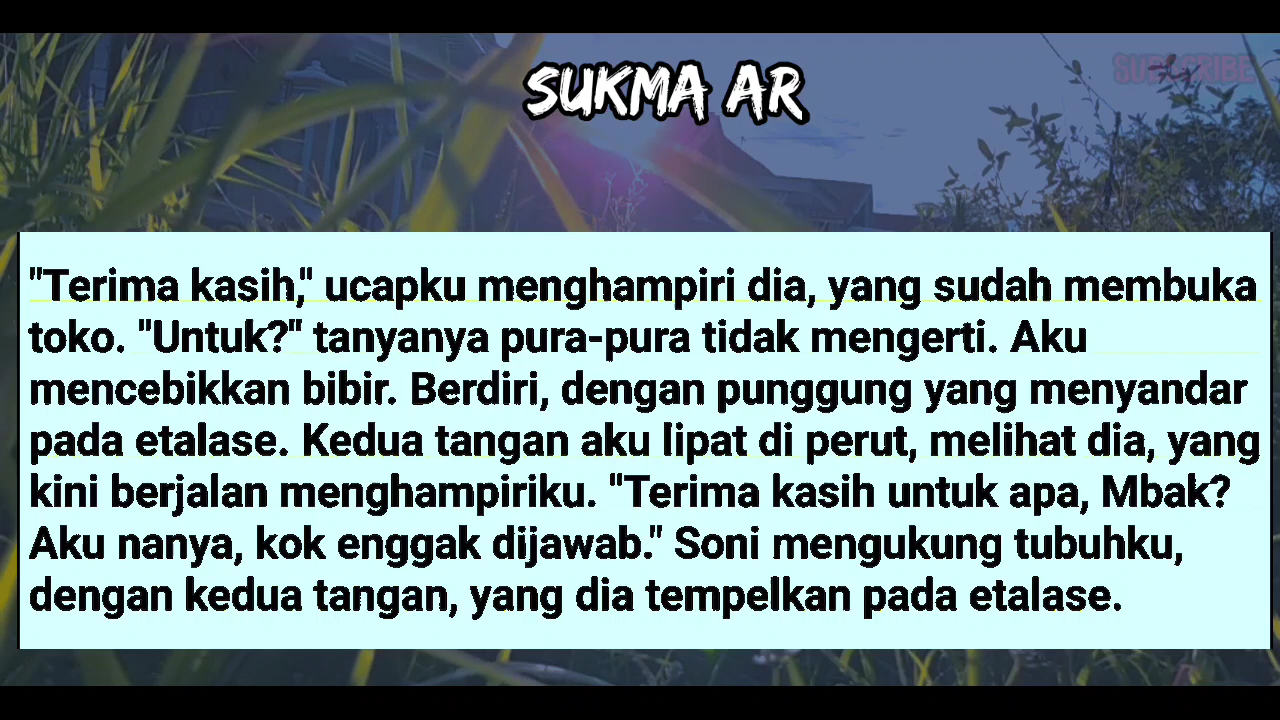 SUKMA AR
SUBSCRIBE
"Terima kasih," ucapku menghampiri dia, yang sudah membuka
toko. "Untuk?" tanyanya pura-pura tidak mengerti. Aku
mencebikkan bibir. Berdiri, dengan punggung yang menyandar
pada etalase. Kedua tangan aku lipat di perut, melihat dia, yang
kini berjalan menghampiriku. "Terima kasih untuk apa, Mbak?
Aku nanya, kok enggak dijawab." Soni mengukung tubuhku,
dengan kedua tangan, yang dia tempelkan pada etalase.